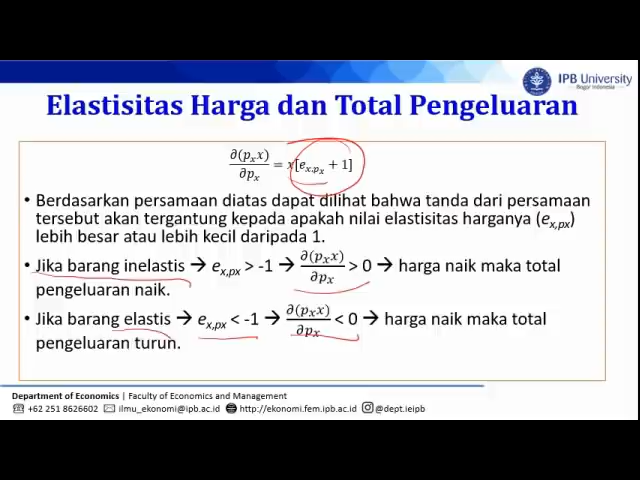 IPB University
Bogor Indonesia
Elastisitas Harga dan Total Pengeluaran
∂(pₓx)/∂pₓ = x[e_{x,pₓ} + 1]
• Berdasarkan persamaan diatas dapat dilihat bahwa tanda dari persamaan
tersebut akan tergantung kepada apakah nilai elastisitas harganya (e_{x,px})
lebih besar atau lebih kecil daripada 1.
• Jika barang inelastis → e_{x,px} > -1 → ∂(pₓx)/∂pₓ > 0 → harga naik maka total
pengeluaran naik.
• Jika barang elastis → e_{x,px} < -1 → ∂(pₓx)/∂pₓ < 0 → harga naik maka total
pengeluaran turun.
Department of Economics | Faculty of Economics and Management
+62 251 8626602 ilmu_ekonomi@ipb.ac.id http://ekonomi.fem.ipb.ac.id @dept.ieipb